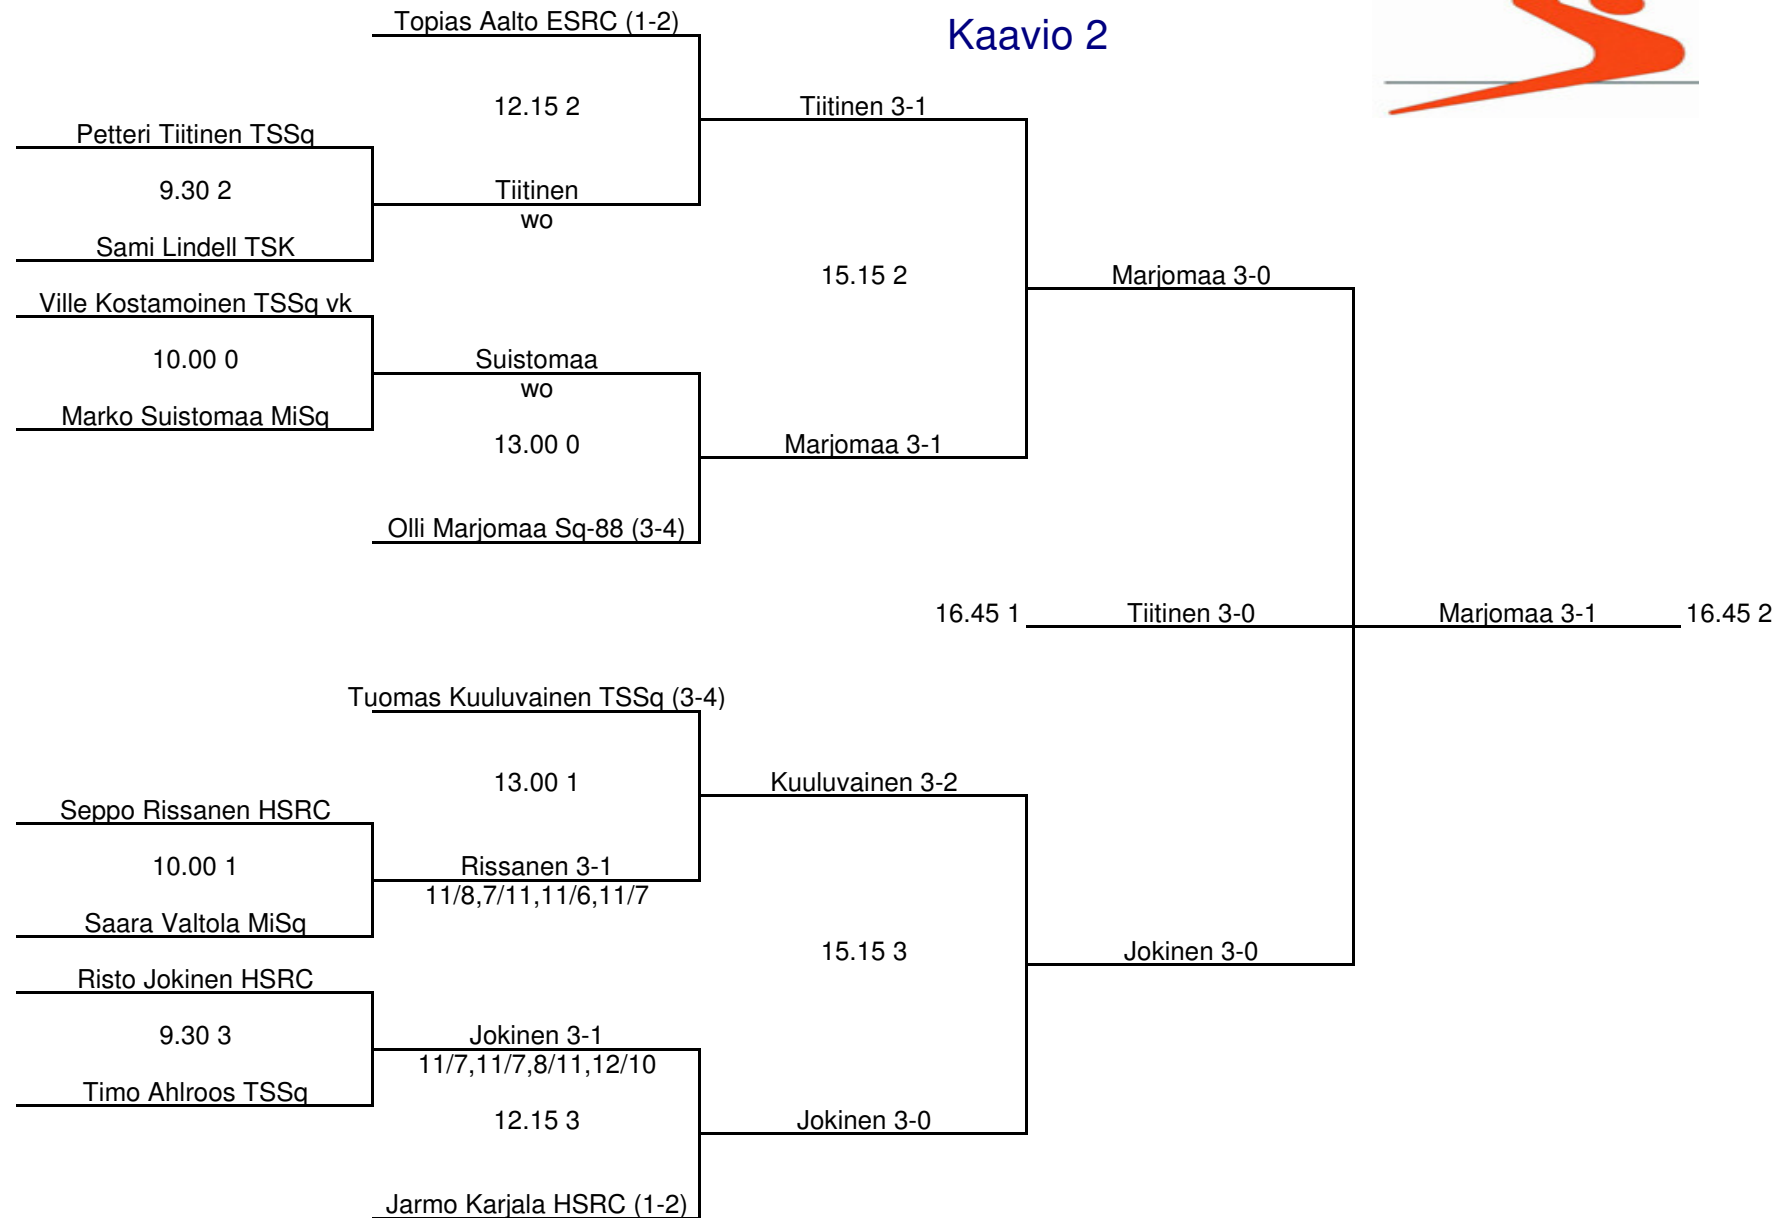 Topias Aalto ESRC (1-2)
Kaavio 2
12.15 2
Tiitinen 3-1
Petteri Tiitinen TSSq
9.30 2
Tiitinen
wo
Sami Lindell TSK
15.15 2
Marjomaa 3-0
Ville Kostamoinen TSSq vk
10.00 0
Suistomaa
wo
Marko Suistomaa MiSq
13.00 0
Marjomaa 3-1
Olli Marjomaa Sq-88 (3-4)
16.45 1
Tiitinen 3-0
Marjomaa 3-1
16.45 2
Tuomas Kuuluvainen TSSq (3-4)
13.00 1
Kuuluvainen 3-2
Seppo Rissanen HSRC
10.00 1
Rissanen 3-1
11/8,7/11,11/6,11/7
Saara Valtola MiSq
15.15 3
Jokinen 3-0
Risto Jokinen HSRC
9.30 3
Jokinen 3-1
11/7,11/7,8/11,12/10
Timo Ahlroos TSSq
12.15 3
Jokinen 3-0
Jarmo Karjala HSRC (1-2)